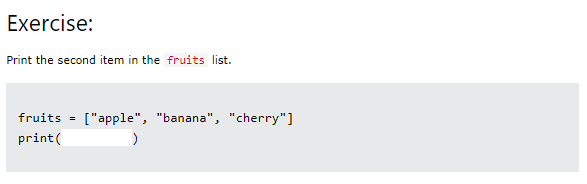 Exercise:
Print the second item in the fruits list.
fruits = ["apple", "banana", "cherry"]
print(          )